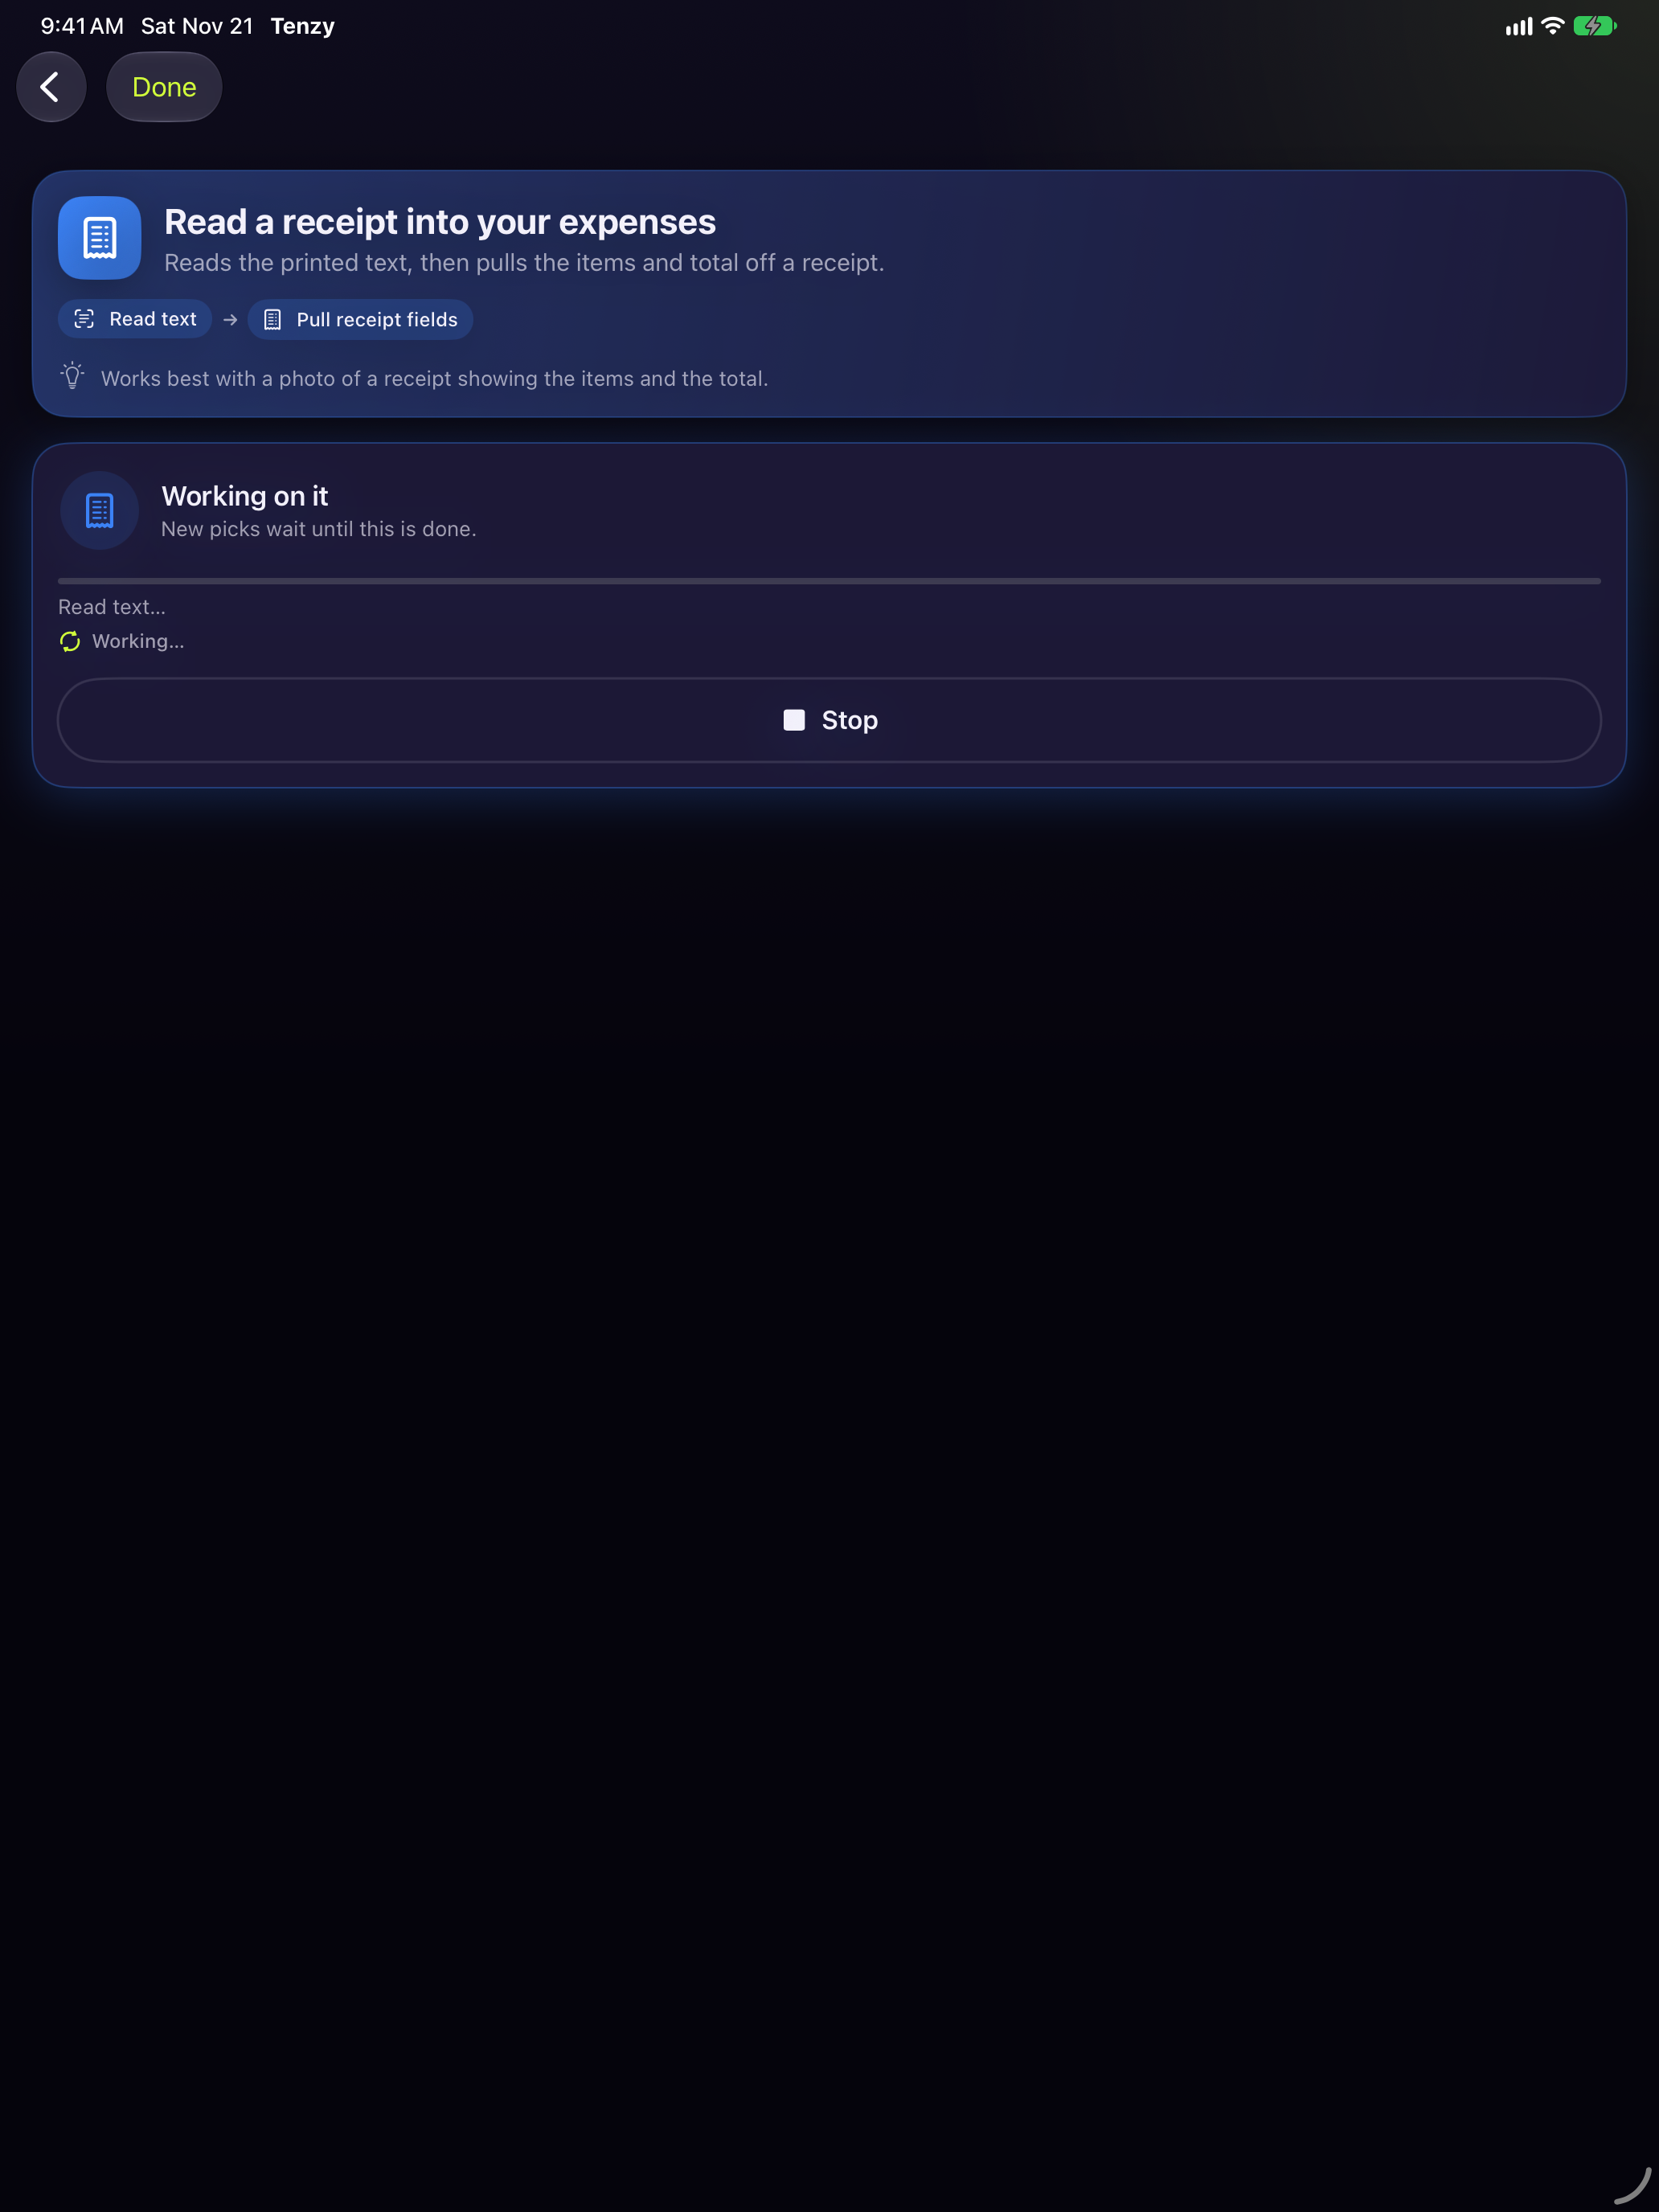 9:41 AM Sat Nov 21 Tenzy
Done
Read a receipt into your expenses
Reads the printed text, then pulls the items and total off a receipt.
Read text → Pull receipt fields
Works best with a photo of a receipt showing the items and the total.
Working on it
New picks wait until this is done.
Read text...
Working...
Stop